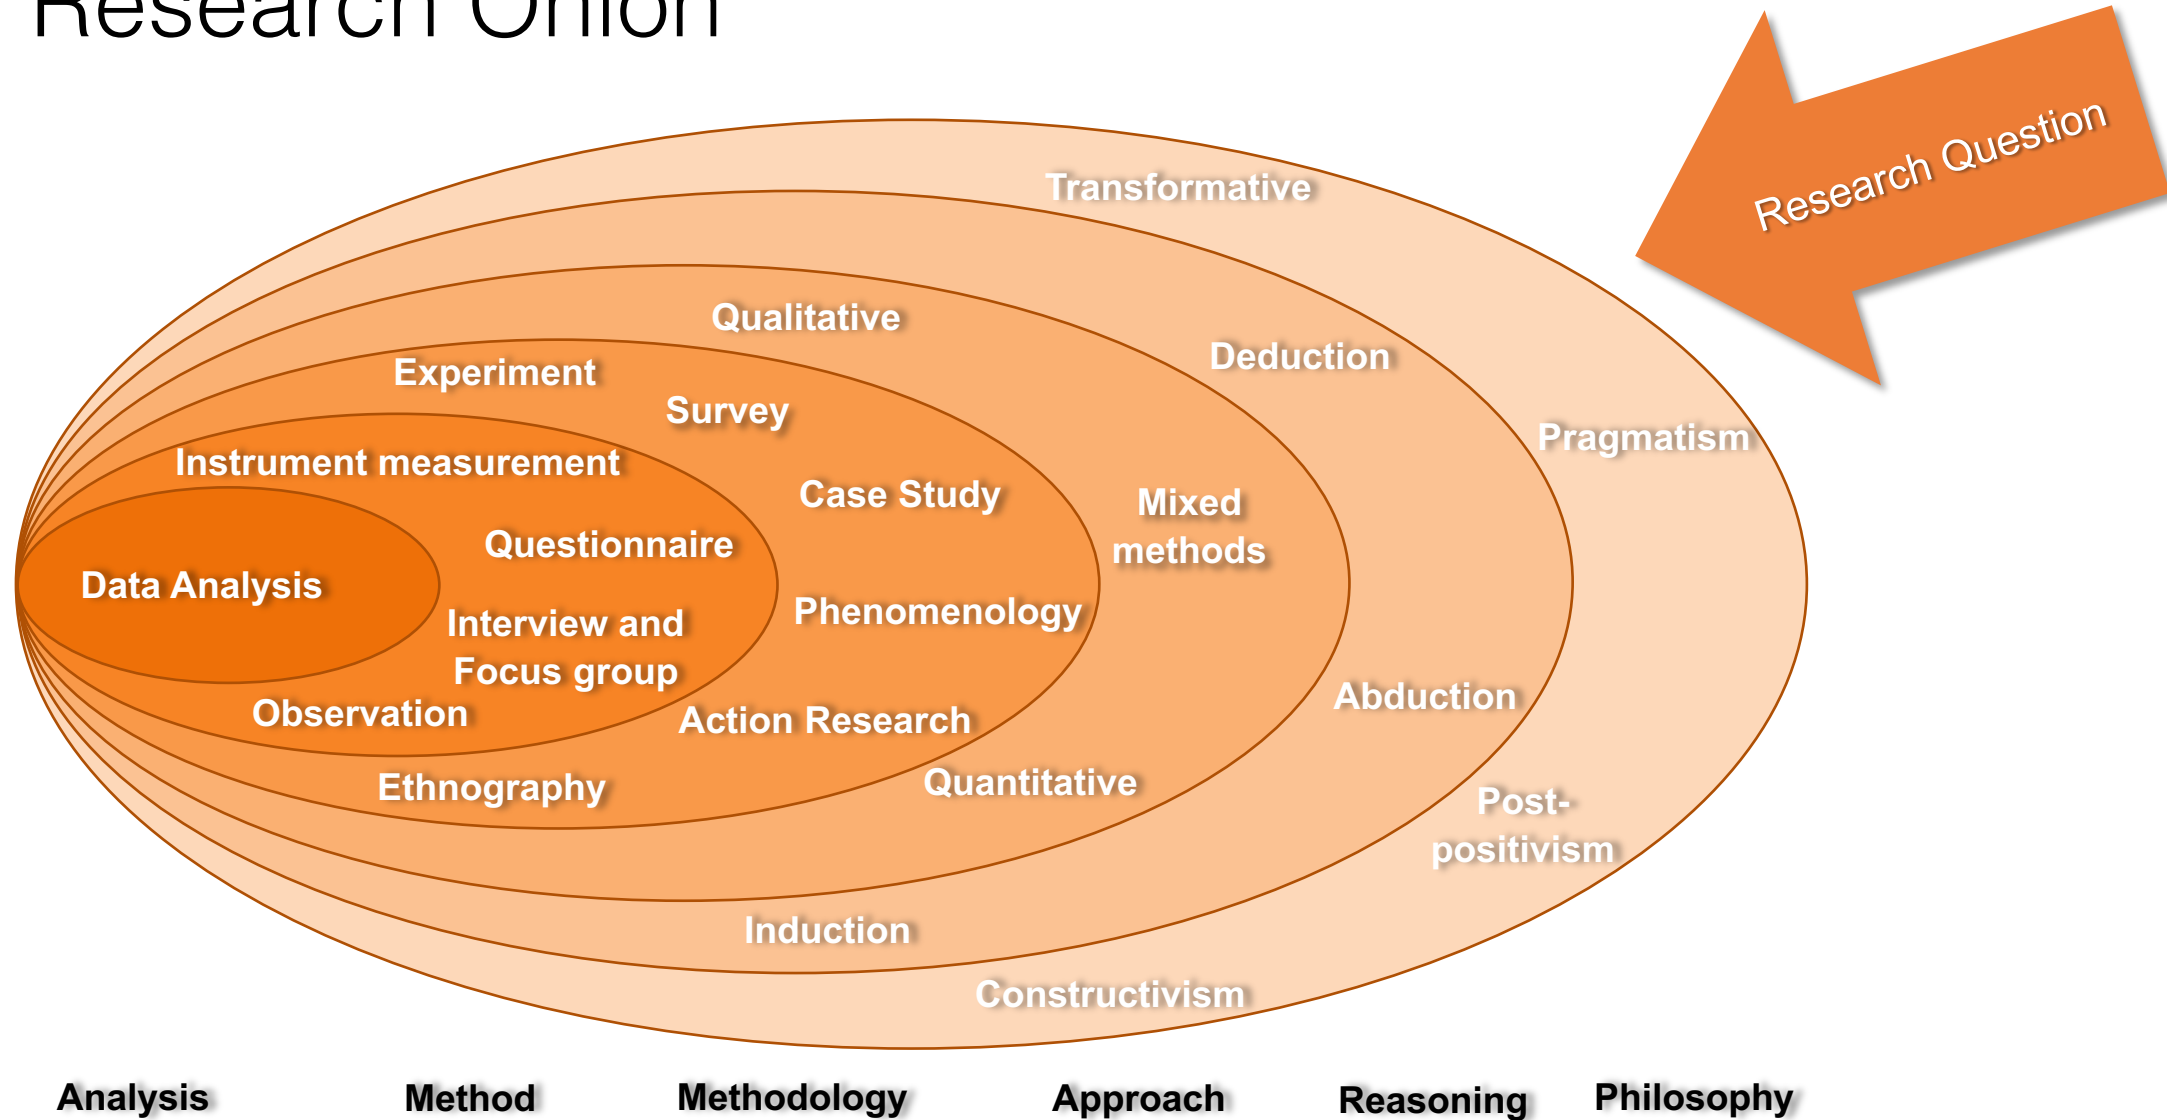 Research Onion
Research Question
Transformative
Qualitative
Deduction
Experiment
Survey
Pragmatism
Instrument measurement
Case Study
Mixed
methods
Questionnaire
Data Analysis
Interview and
Focus group
Phenomenology
Abduction
Observation
Action Research
Ethnography
Quantitative
Post-
positivism
Induction
Constructivism
Analysis
Method
Methodology
Approach
Reasoning
Philosophy